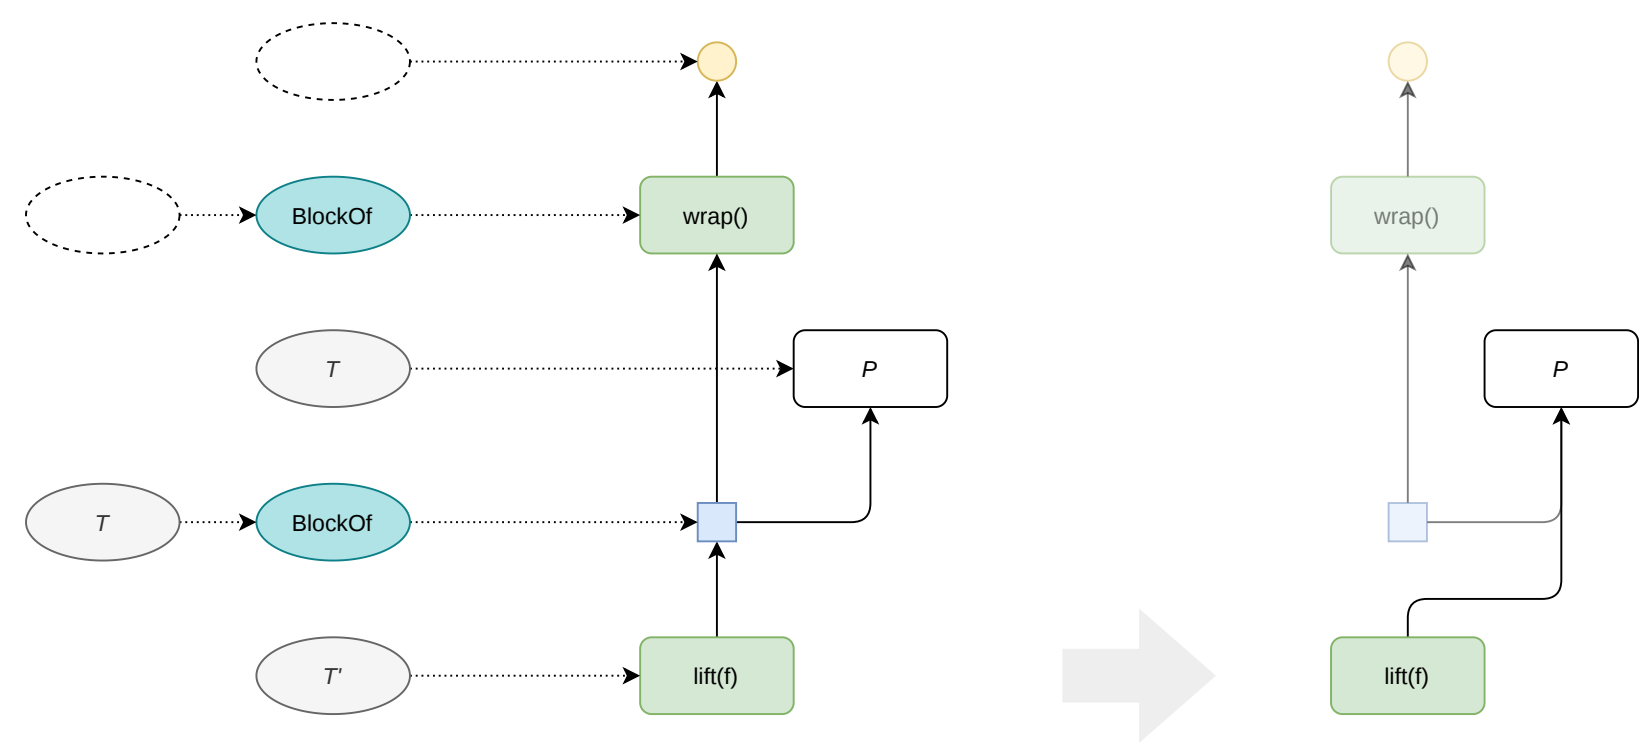 BlockOf
wrap()
wrap()
T
P
P
T
BlockOf
T'
lift(f)
lift(f)